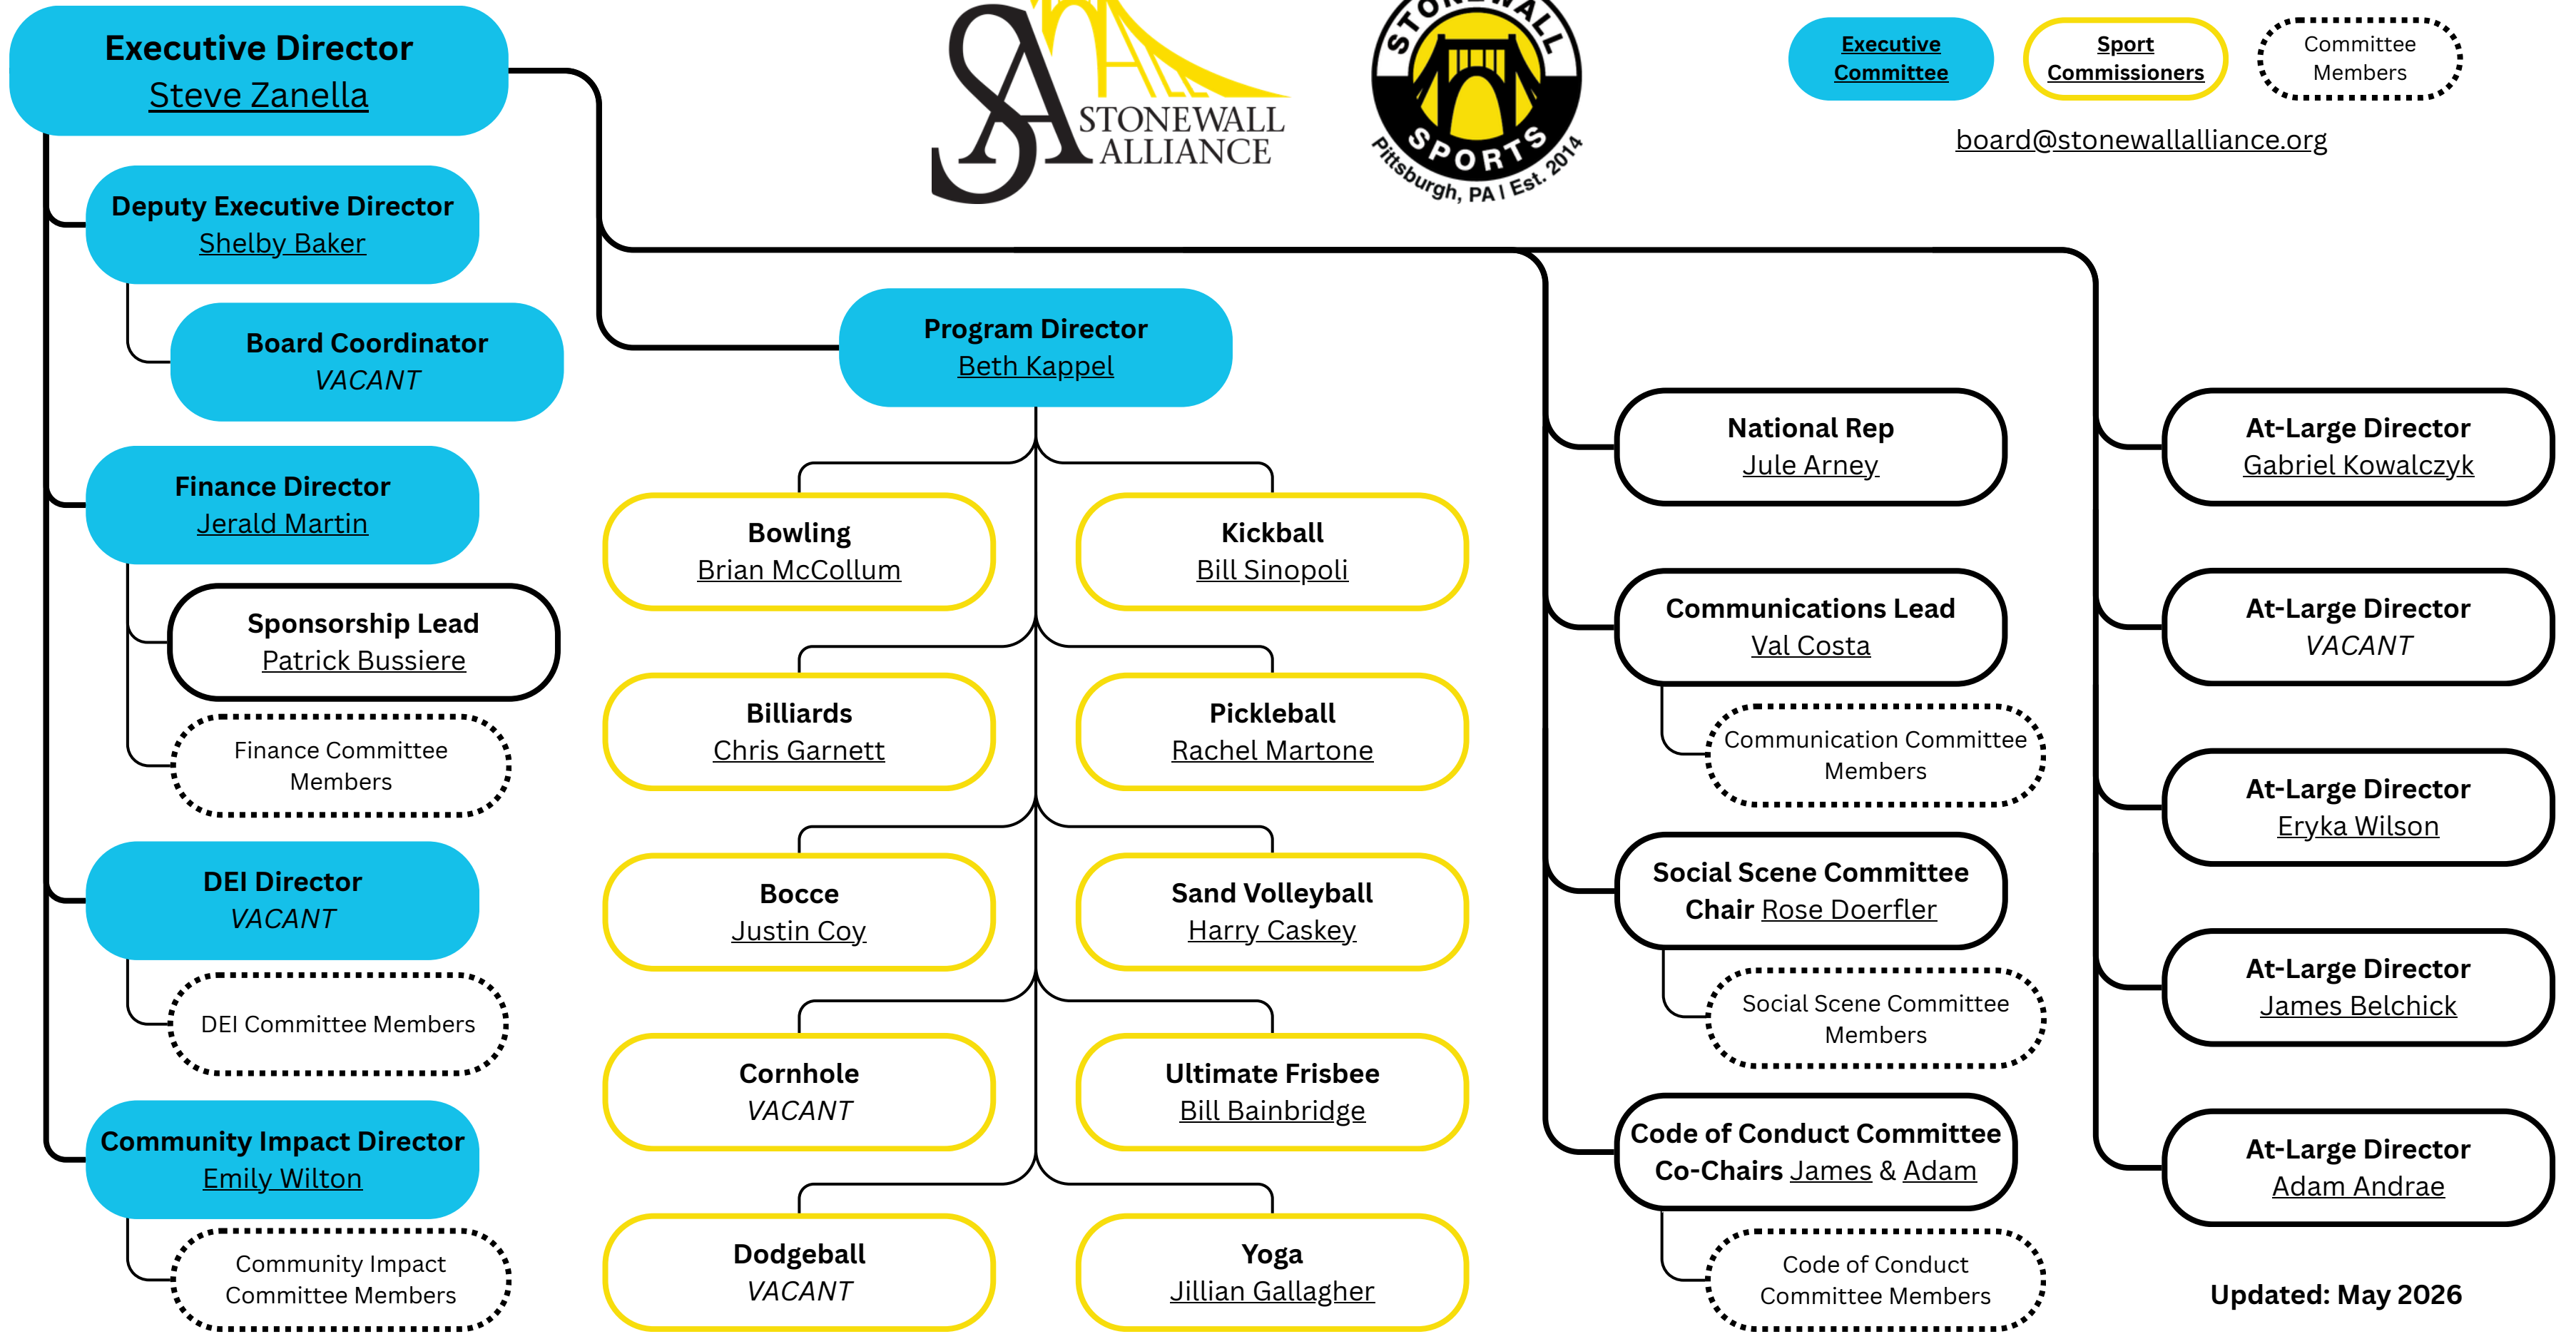 Executive Director
Steve Zanella
STONEWALL
ALLIANCE
STONEWALL
SPORTS
Pittsburgh, PA | Est. 2014
Executive
Committee
Sport
Commissioners
Committee
Members
board@stonewallalliance.org
Deputy Executive Director
Shelby Baker
Board Coordinator
VACANT
Finance Director
Jerald Martin
Sponsorship Lead
Patrick Bussiere
Finance Committee
Members
DEI Director
VACANT
DEI Committee Members
Community Impact Director
Emily Wilton
Community Impact
Committee Members
Program Director
Beth Kappel
Bowling
Brian McCollum
Kickball
Bill Sinopoli
Billiards
Chris Garnett
Pickleball
Rachel Martone
Bocce
Justin Coy
Sand Volleyball
Harry Caskey
Cornhole
VACANT
Ultimate Frisbee
Bill Bainbridge
Dodgeball
VACANT
Yoga
Jillian Gallagher
National Rep
Jule Arney
Communications Lead
Val Costa
Communication Committee
Members
Social Scene Committee
Chair Rose Doerfler
Social Scene Committee
Members
Code of Conduct Committee
Co-Chairs James & Adam
Code of Conduct
Committee Members
At-Large Director
Gabriel Kowalczyk
At-Large Director
VACANT
At-Large Director
Eryka Wilson
At-Large Director
James Belchick
At-Large Director
Adam Andrae
Updated: May 2026